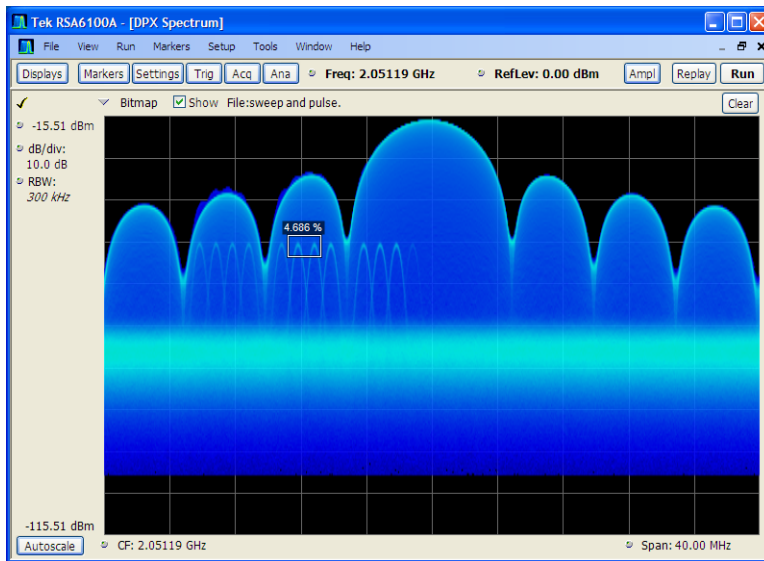 Tek RSA6100A - [DPX Spectrum]
File View Run Markers Setup Tools Window Help
Displays Markers Settings Trig Acq Ana Freq: 2.05119 GHz RefLev: 0.00 dBm Ampl Replay Run
Bitmap Show File:sweep and pulse. Clear
-15.51 dBm
dB/div:
10.0 dB
RBW:
300 kHz
4.686 %
-115.51 dBm
Autoscale CF: 2.05119 GHz Span: 40.00 MHz